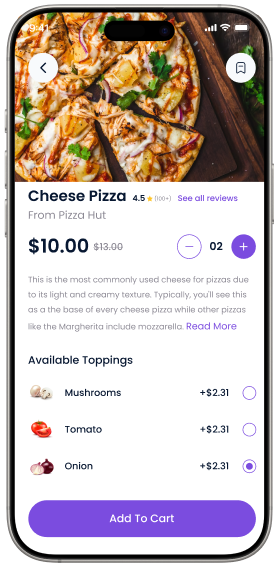 9:41
Cheese Pizza 4.5 (100+) See all reviews
From Pizza Hut
$10.00 $13.00 02
This is the most commonly used cheese for pizzas due
to its light and creamy texture. Typically, you'll see this
as a the base of every cheese pizza while other pizzas
like the Margherita include mozzarella. Read More
Available Toppings
Mushrooms +$2.31
Tomato +$2.31
Onion +$2.31
Add To Cart